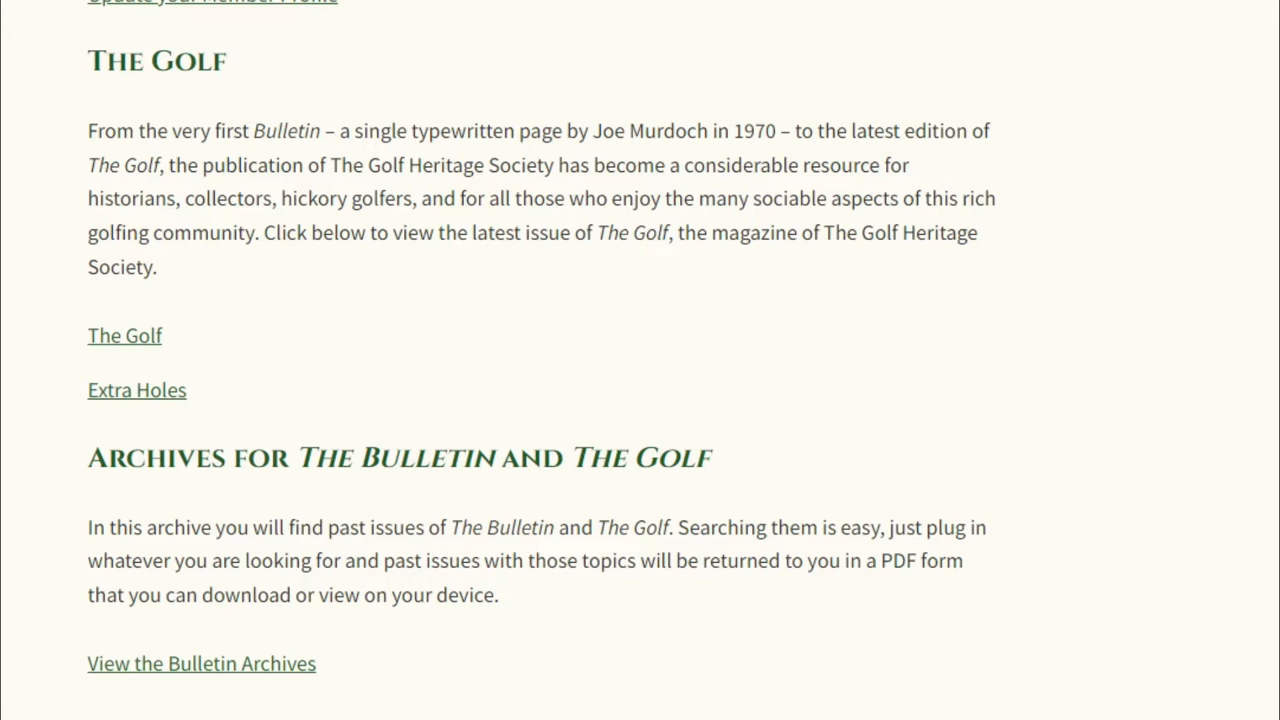 Update your Member Profile
The Golf
From the very first Bulletin – a single typewritten page by Joe Murdoch in 1970 – to the latest edition of
The Golf, the publication of The Golf Heritage Society has become a considerable resource for
historians, collectors, hickory golfers, and for all those who enjoy the many sociable aspects of this rich
golfing community. Click below to view the latest issue of The Golf, the magazine of The Golf Heritage
Society.
The Golf
Extra Holes
Archives for The Bulletin and The Golf
In this archive you will find past issues of The Bulletin and The Golf. Searching them is easy, just plug in
whatever you are looking for and past issues with those topics will be returned to you in a PDF form
that you can download or view on your device.
View the Bulletin Archives